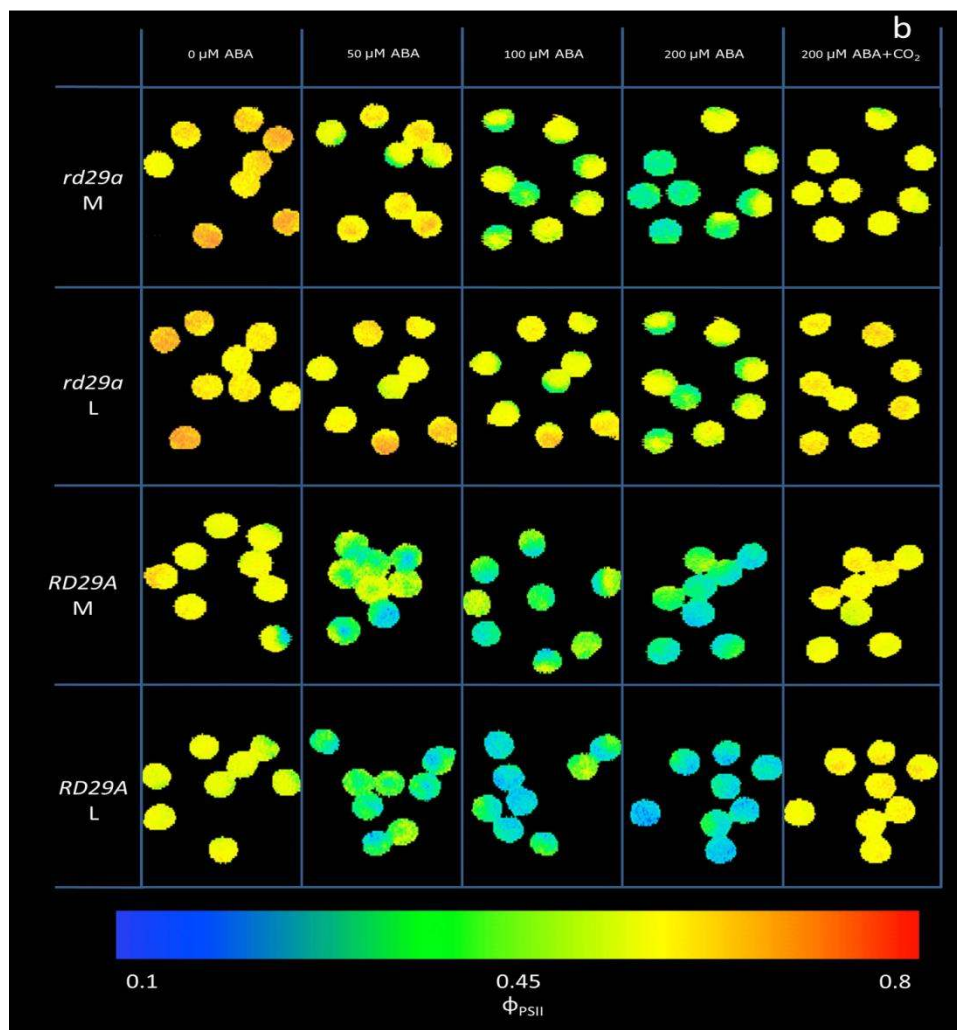 b
0 µM ABA
50 µM ABA
100 µM ABA
200 µM ABA
200 µM ABA+CO₂
rd29a
M
rd29a
L
RD29A
M
RD29A
L
0.1
0.45
0.8
ΦPSII